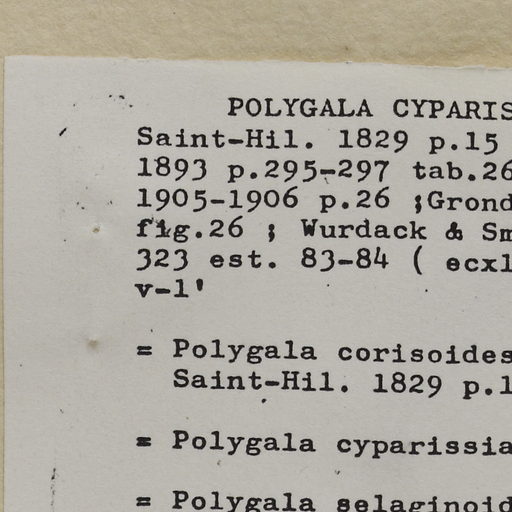 POLYGALA CYPARIS
Saint-Hil. 1829 p.15
1893 p.295-297 tab.26
1905-1906 p.26 ;Grond
fig.26 ; Wurdack & Sm
323 est. 83-84 ( ecxl
v-l'
= Polygala corisoides
Saint-Hil. 1829 p.1
= Polygala cyparissia
= Polygala selaginoid